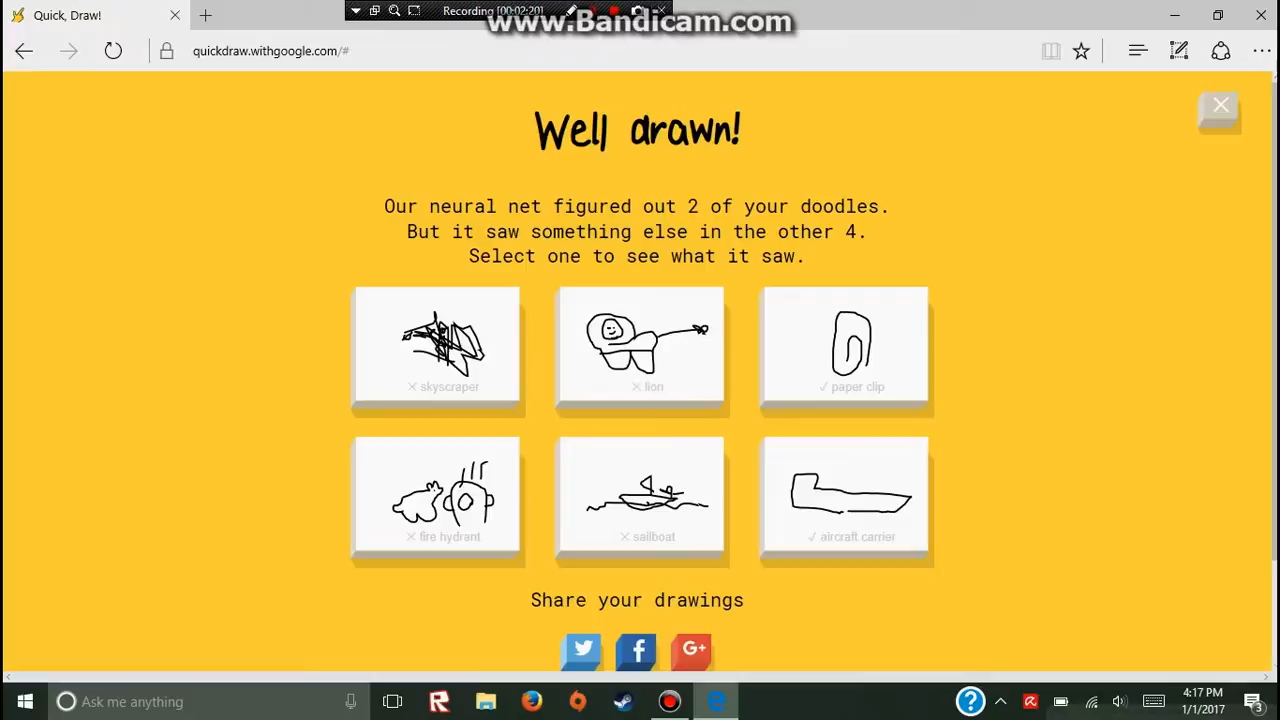 Quick, Draw!
Recording [00:02:20]
www.Bandicam.com
quickdraw.withgoogle.com/#
Well drawn!
Our neural net figured out 2 of your doodles.
But it saw something else in the other 4.
Select one to see what it saw.
skyscraper
lion
paper clip
fire hydrant
sailboat
aircraft carrier
Share your drawings
G+
Ask me anything
4:17 PM
1/1/2017
3